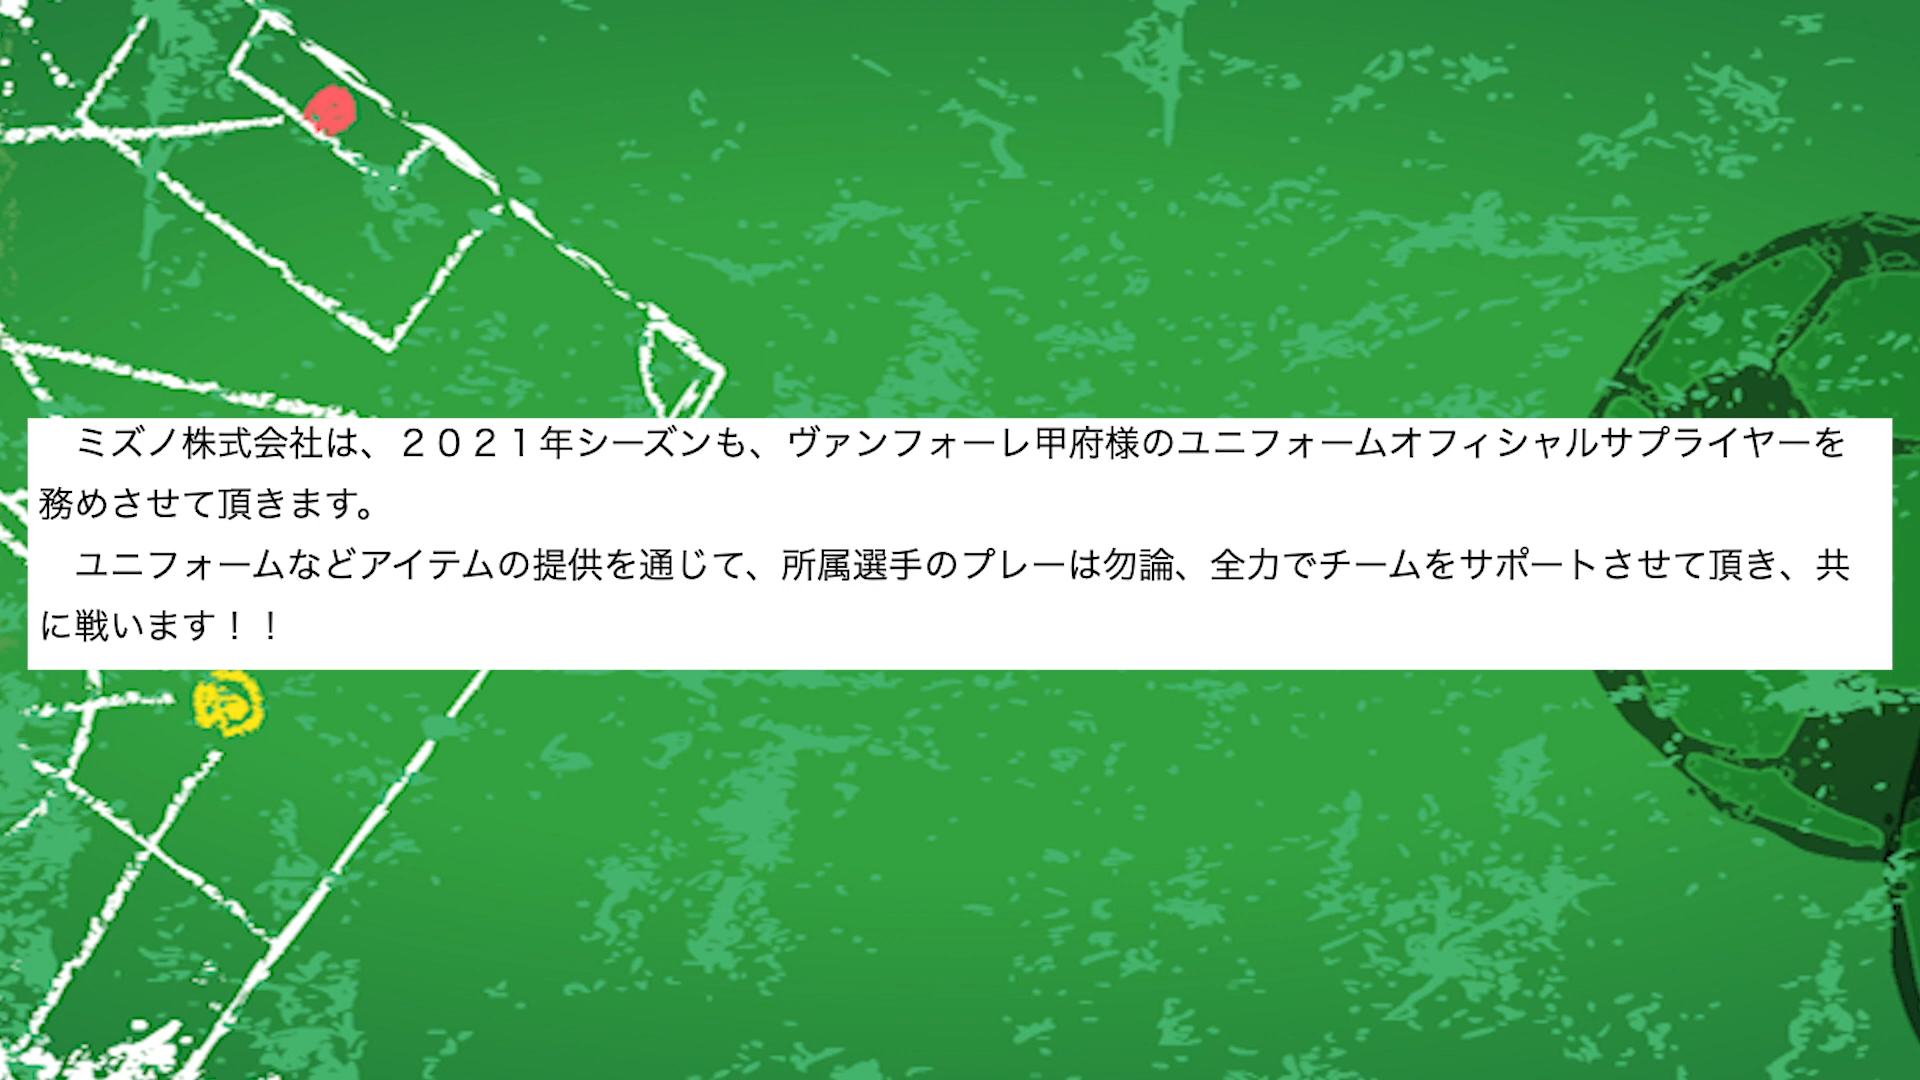 ミズノ株式会社は、２０２１年シーズンも、ヴァンフォーレ甲府様のユニフォームオフィシャルサプライヤーを
務めさせて頂きます。
　ユニフォームなどアイテムの提供を通じて、所属選手のプレーは勿論、全力でチームをサポートさせて頂き、共
に戦います！！